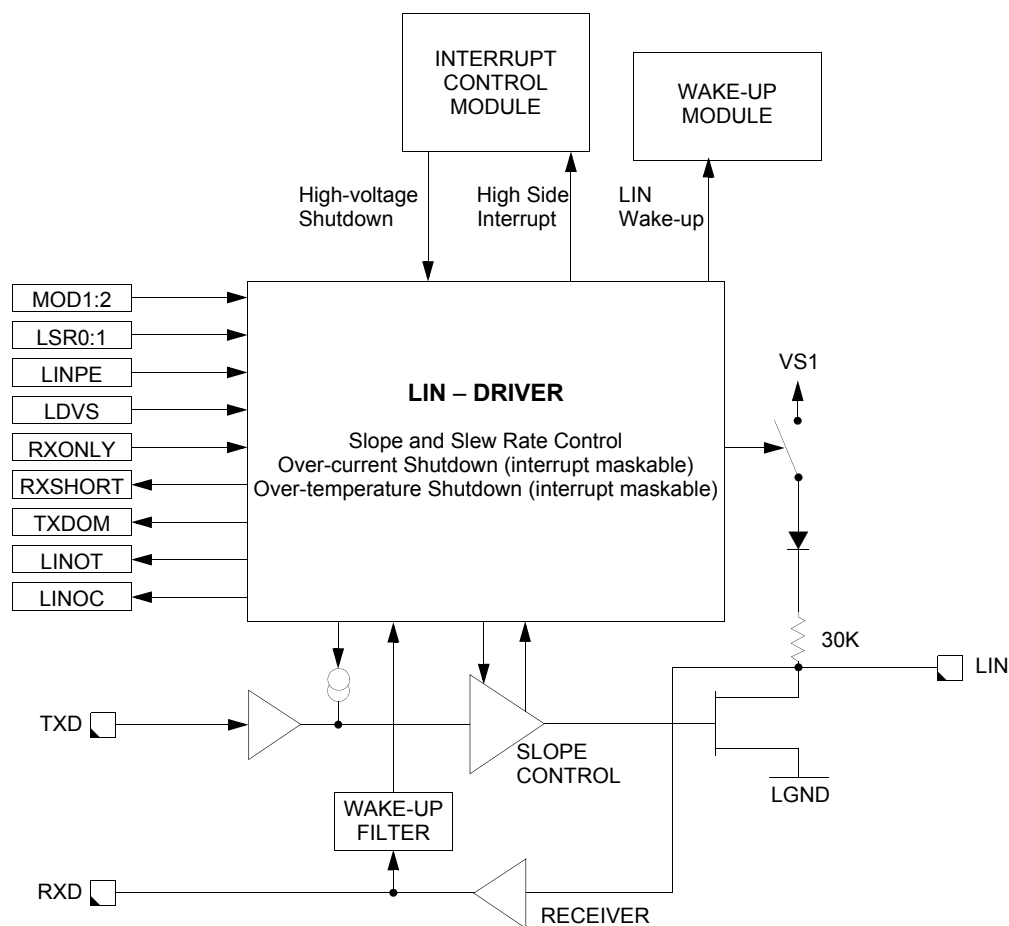 INTERRUPT
CONTROL
MODULE
WAKE-UP
MODULE
High-voltage
Shutdown
High Side
Interrupt
LIN
Wake-up
MOD1:2
LSR0:1
LINPE
LDVS
RXONLY
RXSHORT
TXDOM
LINOT
LINOC
LIN – DRIVER
Slope and Slew Rate Control
Over-current Shutdown (interrupt maskable)
Over-temperature Shutdown (interrupt maskable)
VS1
30K
LIN
TXD
SLOPE
CONTROL
LGND
WAKE-UP
FILTER
RXD
RECEIVER